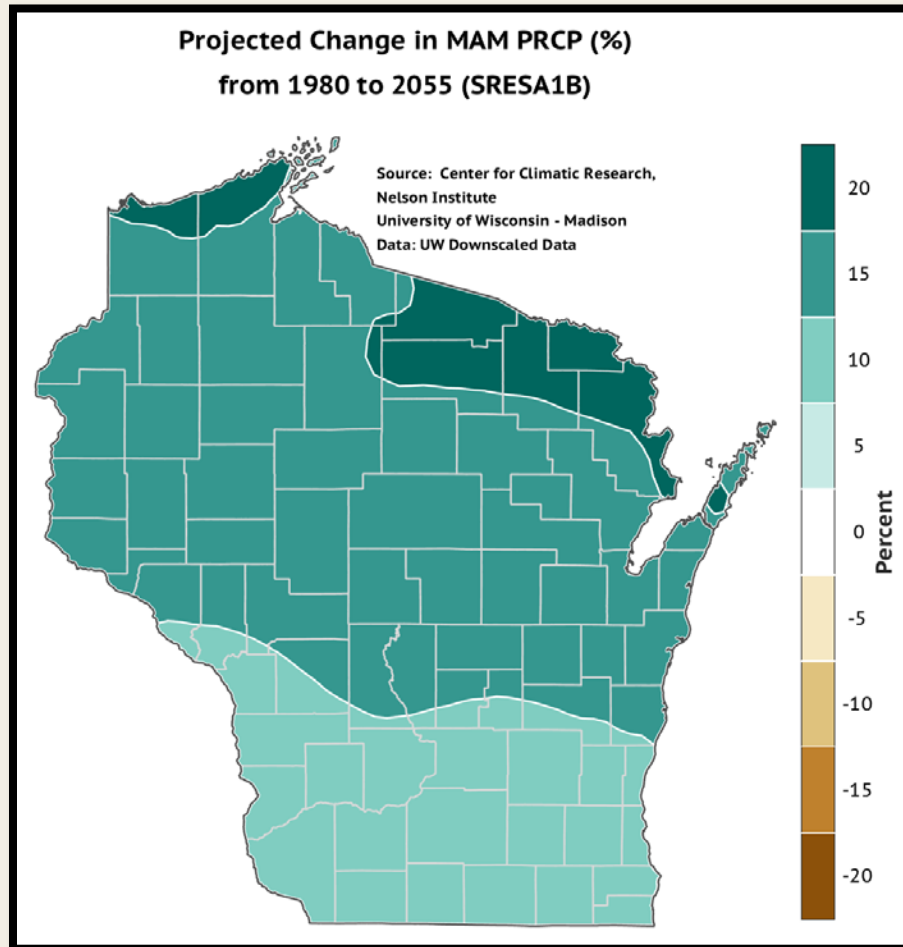 Projected Change in MAM PRCP (%)
from 1980 to 2055 (SRESA1B)
Source: Center for Climatic Research,
Nelson Institute
University of Wisconsin - Madison
Data: UW Downscaled Data
20
15
10
5
0
-5
-10
-15
-20
Percent